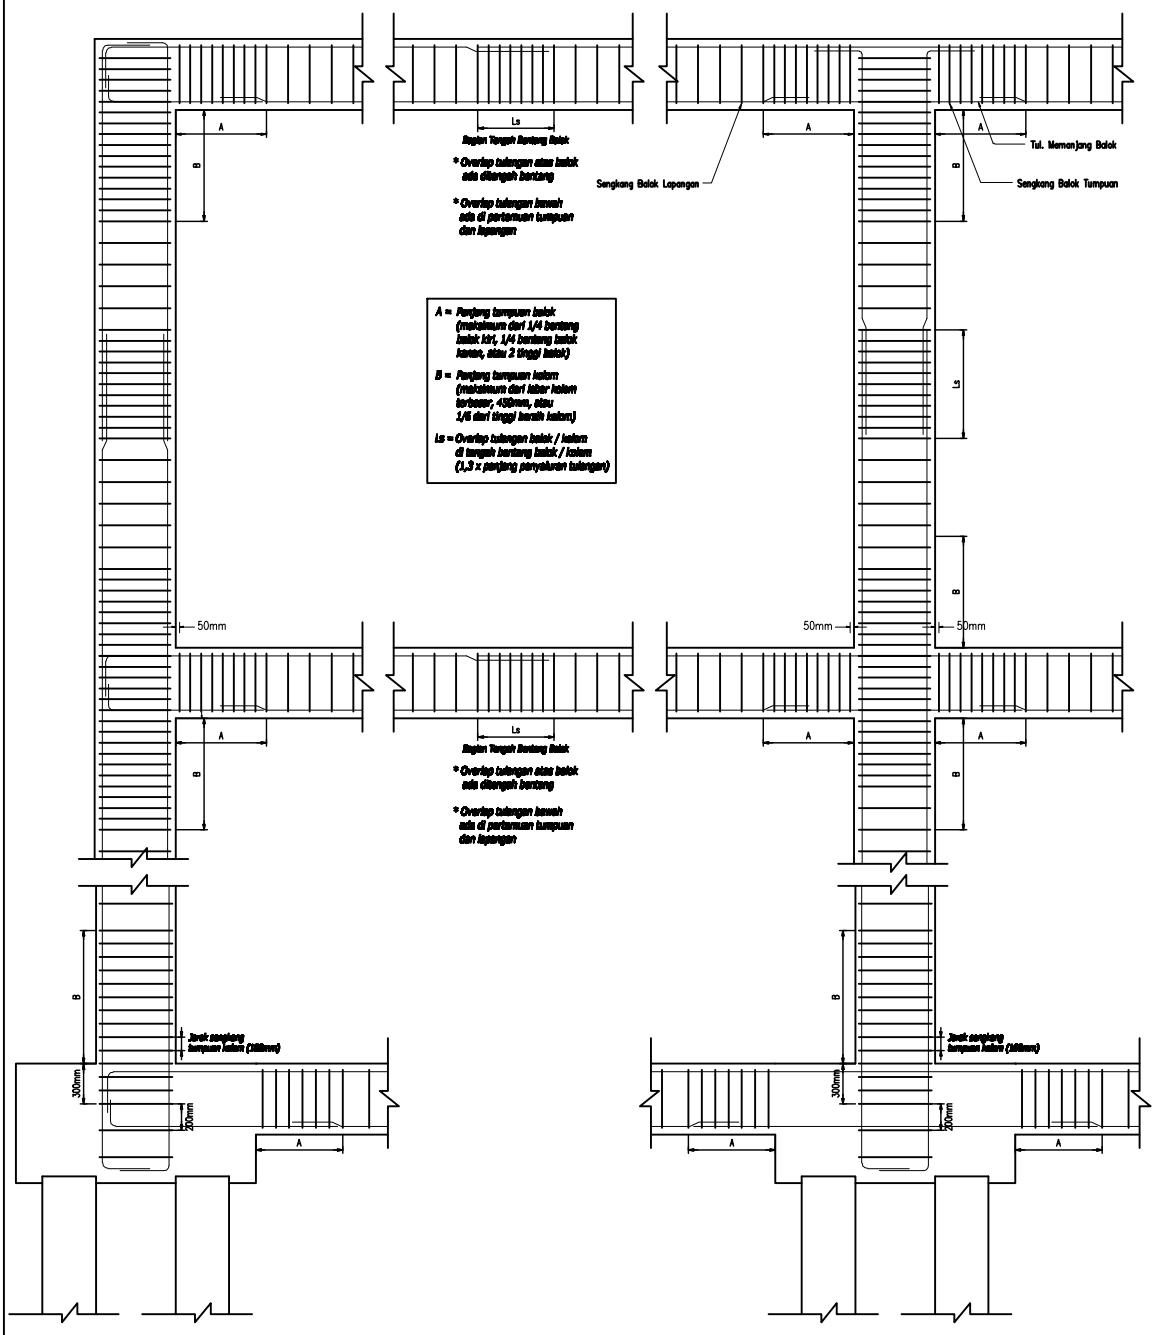 A
Ls
A
A
B
B
Bagian Tengah Bentang Balok
* Overlap tulangan atas balok
ada ditengah bentang
* Overlap tulangan bawah
ada di pertemuan tumpuan
dan lapangan
Sengkang Balok Lapangan
Tul. Memanjang Balok
Sengkang Balok Tumpuan
A = Panjang tumpuan balok
(maksimum dari 1/4 bentang
balok kiri, 1/4 bentang balok
kanan, atau 2 tinggi balok)
B = Panjang tumpuan kolom
(maksimum dari lebar kolom
terbesar, 450mm, atau
1/6 dari tinggi bersih kolom)
Ls = Overlap tulangan balok / kolom
di tengah bentang balok / kolom
(1,3 x panjang penyaluran tulangan)
Ls
B
50mm
50mm
50mm
A
Ls
A
A
B
B
Bagian Tengah Bentang Balok
* Overlap tulangan atas balok
ada ditengah bentang
* Overlap tulangan bawah
ada di pertemuan tumpuan
dan lapangan
B
B
Jarak sengkang
tumpuan kolom (100mm)
Jarak sengkang
tumpuan kolom (100mm)
300mm
200mm
300mm
200mm
A
A
A